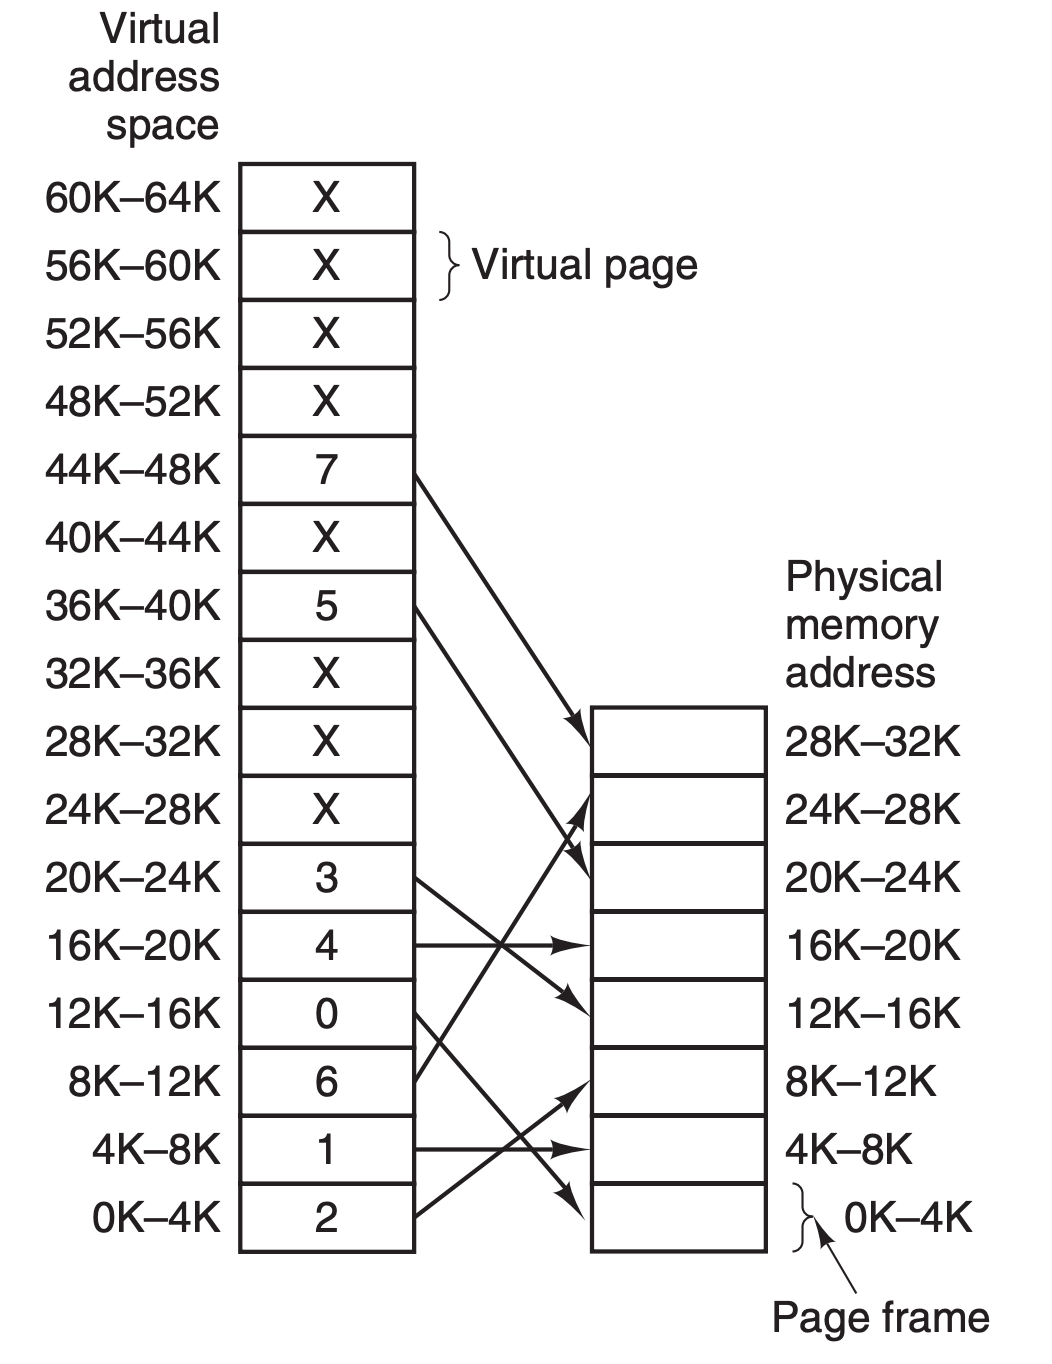 Virtual
address
space
60K–64K X
56K–60K X Virtual page
52K–56K X
48K–52K X
44K–48K 7
40K–44K X
36K–40K 5
32K–36K X
28K–32K X
24K–28K X
20K–24K 3
16K–20K 4
12K–16K 0
8K–12K 6
4K–8K 1
0K–4K 2
Physical
memory
address
28K–32K
24K–28K
20K–24K
16K–20K
12K–16K
8K–12K
4K–8K
0K–4K
Page frame